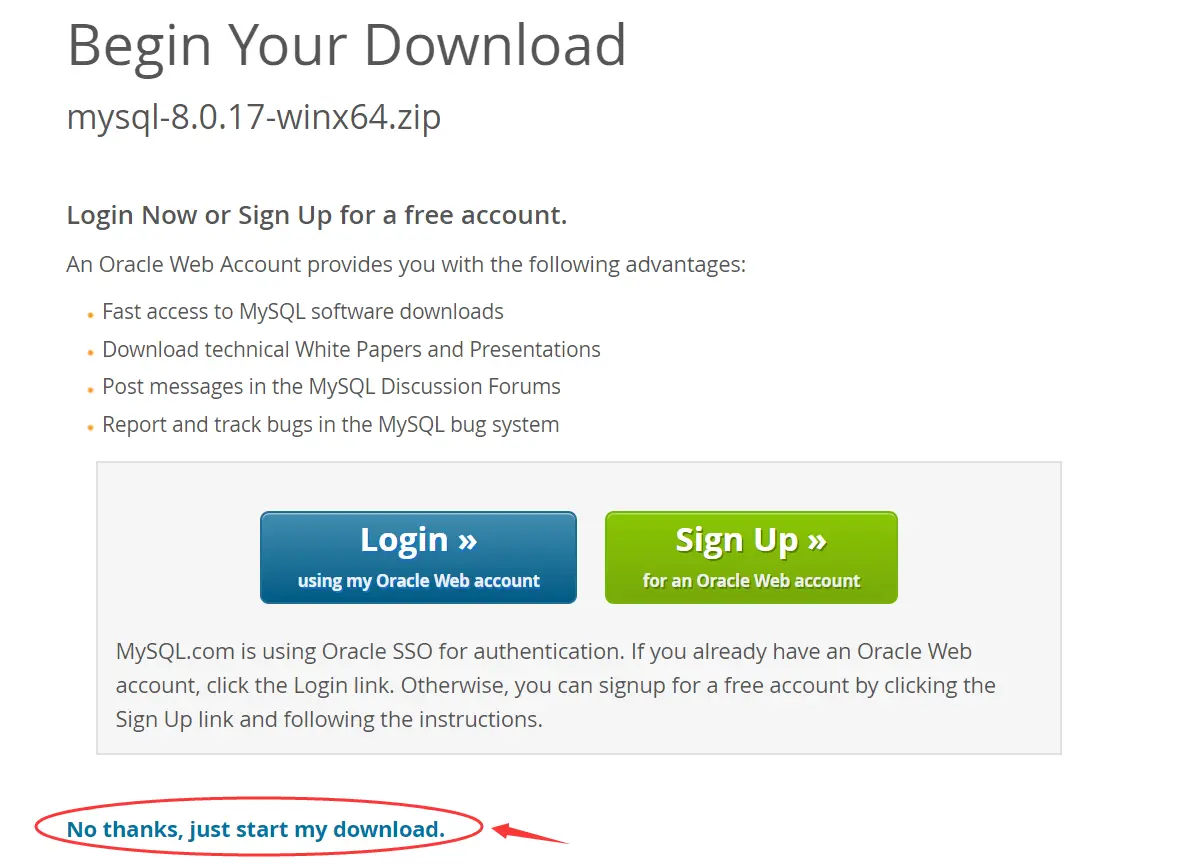 Begin Your Download
mysql-8.0.17-winx64.zip
Login Now or Sign Up for a free account.
An Oracle Web Account provides you with the following advantages:
Fast access to MySQL software downloads
Download technical White Papers and Presentations
Post messages in the MySQL Discussion Forums
Report and track bugs in the MySQL bug system
Login »
using my Oracle Web account
Sign Up »
for an Oracle Web account
MySQL.com is using Oracle SSO for authentication. If you already have an Oracle Web
account, click the Login link. Otherwise, you can signup for a free account by clicking the
Sign Up link and following the instructions.
No thanks, just start my download.